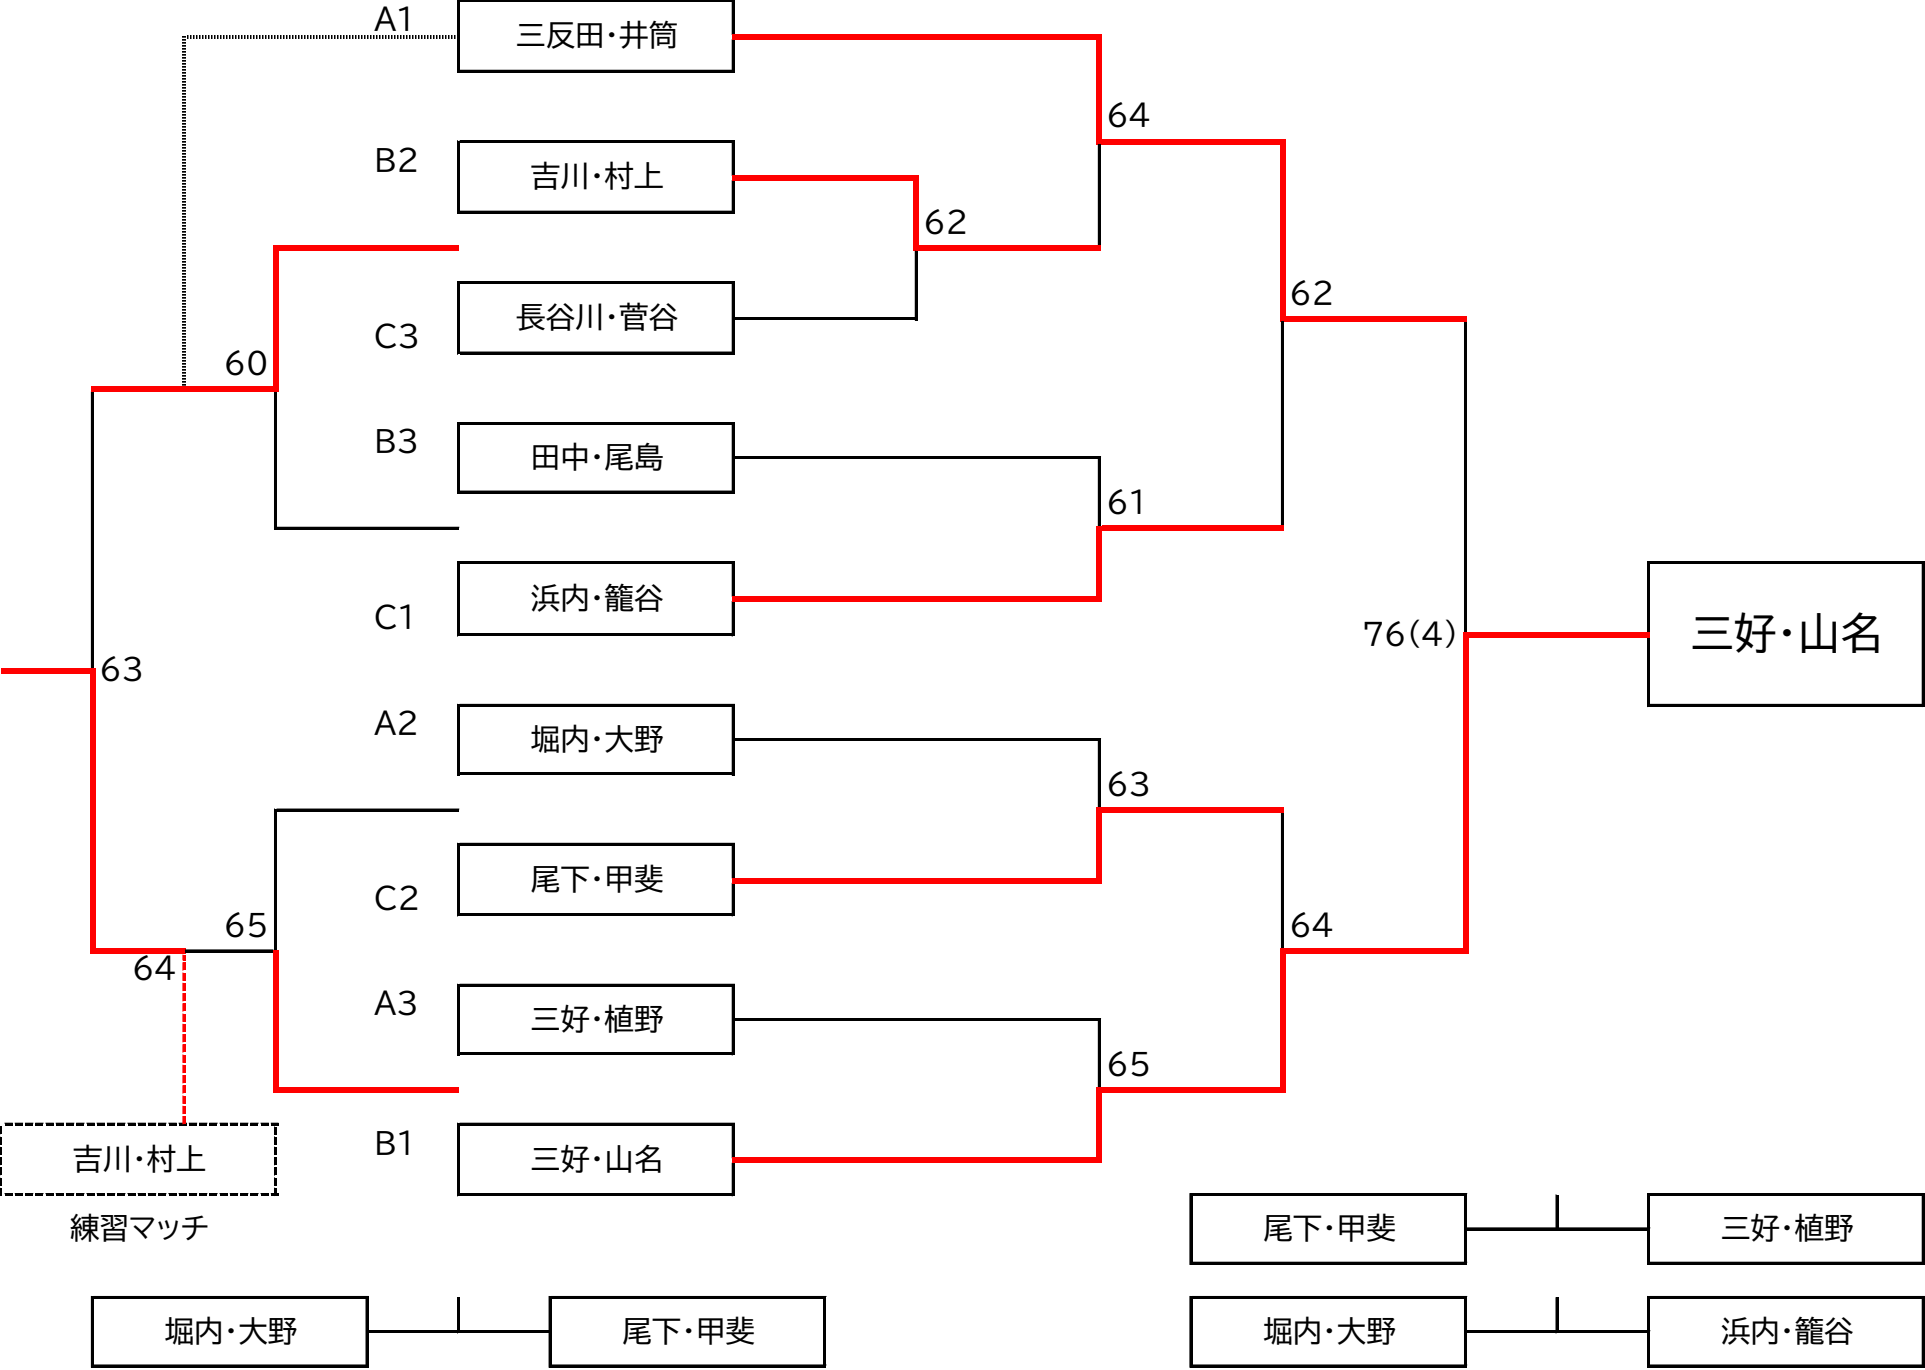 A1
三反田・井筒
64
B2
吉川・村上
62
62
C3
長谷川・菅谷
60
B3
田中・尾島
61
C1
浜内・籠谷
76(4)
三好・山名
63
A2
堀内・大野
63
C2
尾下・甲斐
65
64
64
A3
三好・植野
65
B1
三好・山名
吉川・村上
練習マッチ
尾下・甲斐
三好・植野
堀内・大野
尾下・甲斐
堀内・大野
浜内・籠谷